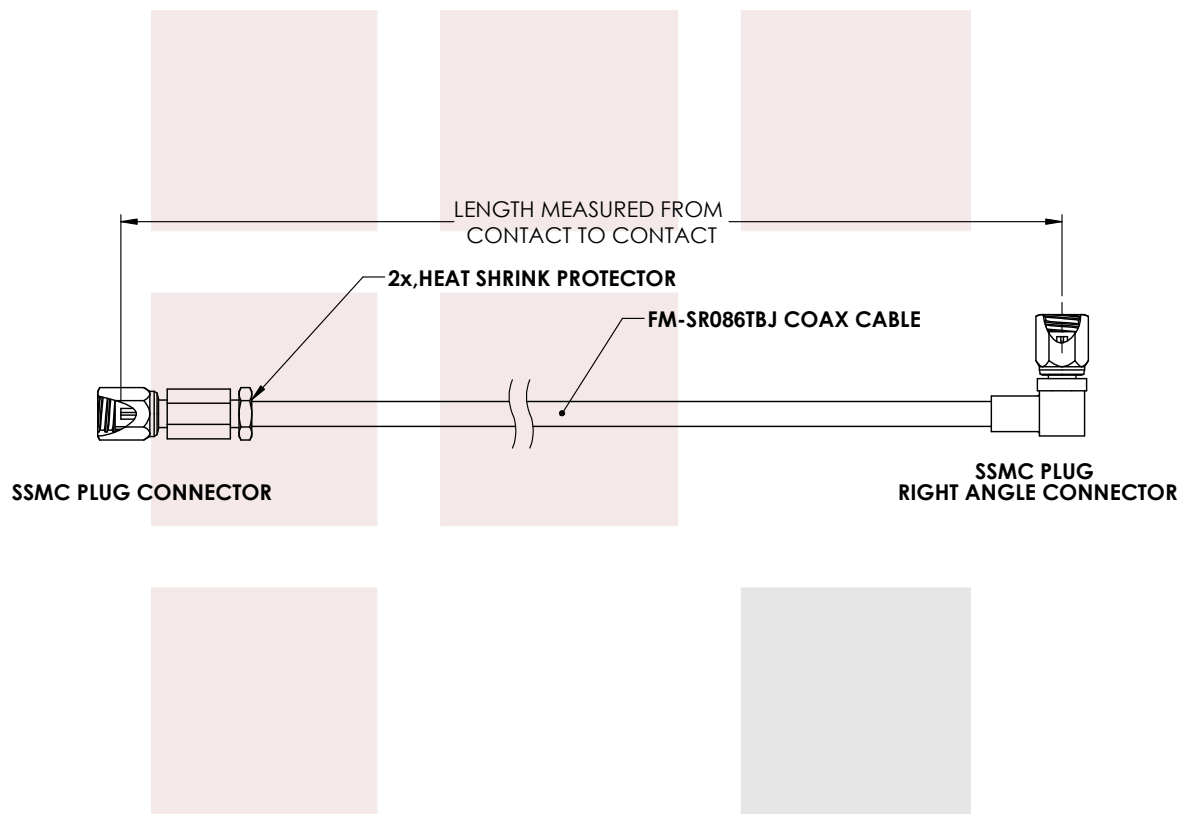 LENGTH MEASURED FROM
CONTACT TO CONTACT
2x,HEAT SHRINK PROTECTOR
FM-SR086TBJ COAX CABLE
SSMC PLUG CONNECTOR
SSMC PLUG
RIGHT ANGLE CONNECTOR